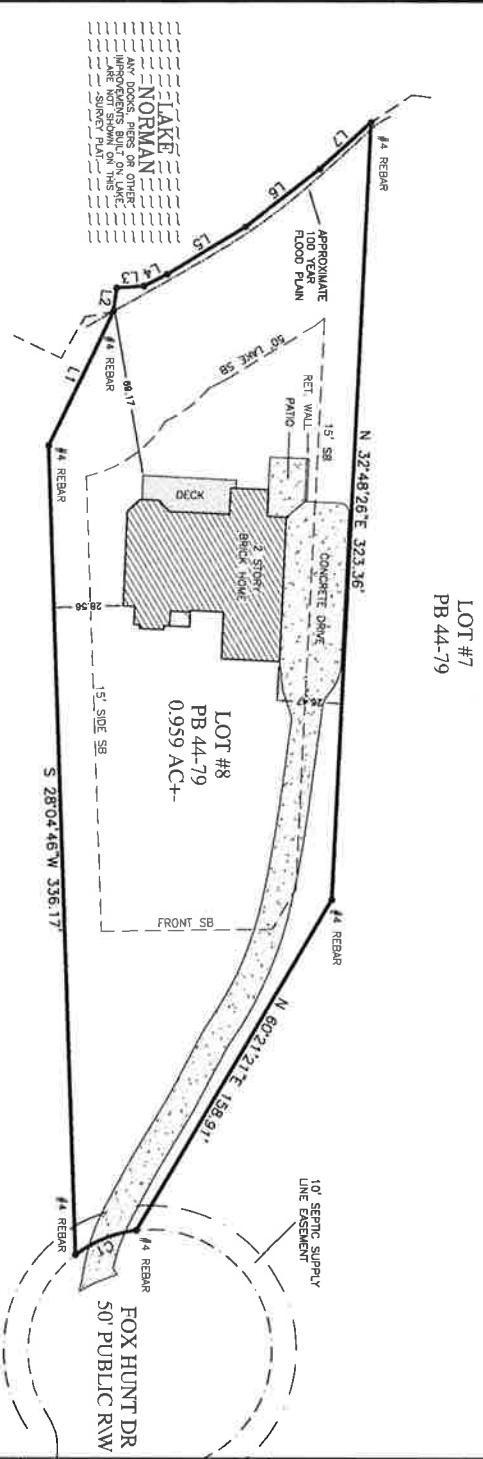 LOT #7
PB 44-79
N 32°48'26"E 323.36'
#4 REBAR
L7
L6
L5
L4
L3
L2
L1
APPROXIMATE
100 YEAR
FLOOD PLAIN
LAKE
NORMAN
ANY DOCKS, PIERS OR OTHER
IMPROVEMENTS BUILT ON LAKE
ARE NOT SHOWN ON THIS
SURVEY PLAT
50' LAKE SB
15' SB
RET. WALL
PATIO
CONCRETE DRIVE
DECK
2 STORY
BRICK HOME
69.17
#4 REBAR
#4 REBAR
28.56
15' SIDE SB
LOT #8
PB 44-79
0.959 AC+-
FRONT SB
#4 REBAR
N 60°21'21"E 158.91'
S 28°04'46"W 336.17'
10' SEPTIC SUPPLY
LINE EASEMENT
#4 REBAR
C1
#4 REBAR
FOX HUNT DR
50' PUBLIC R\W